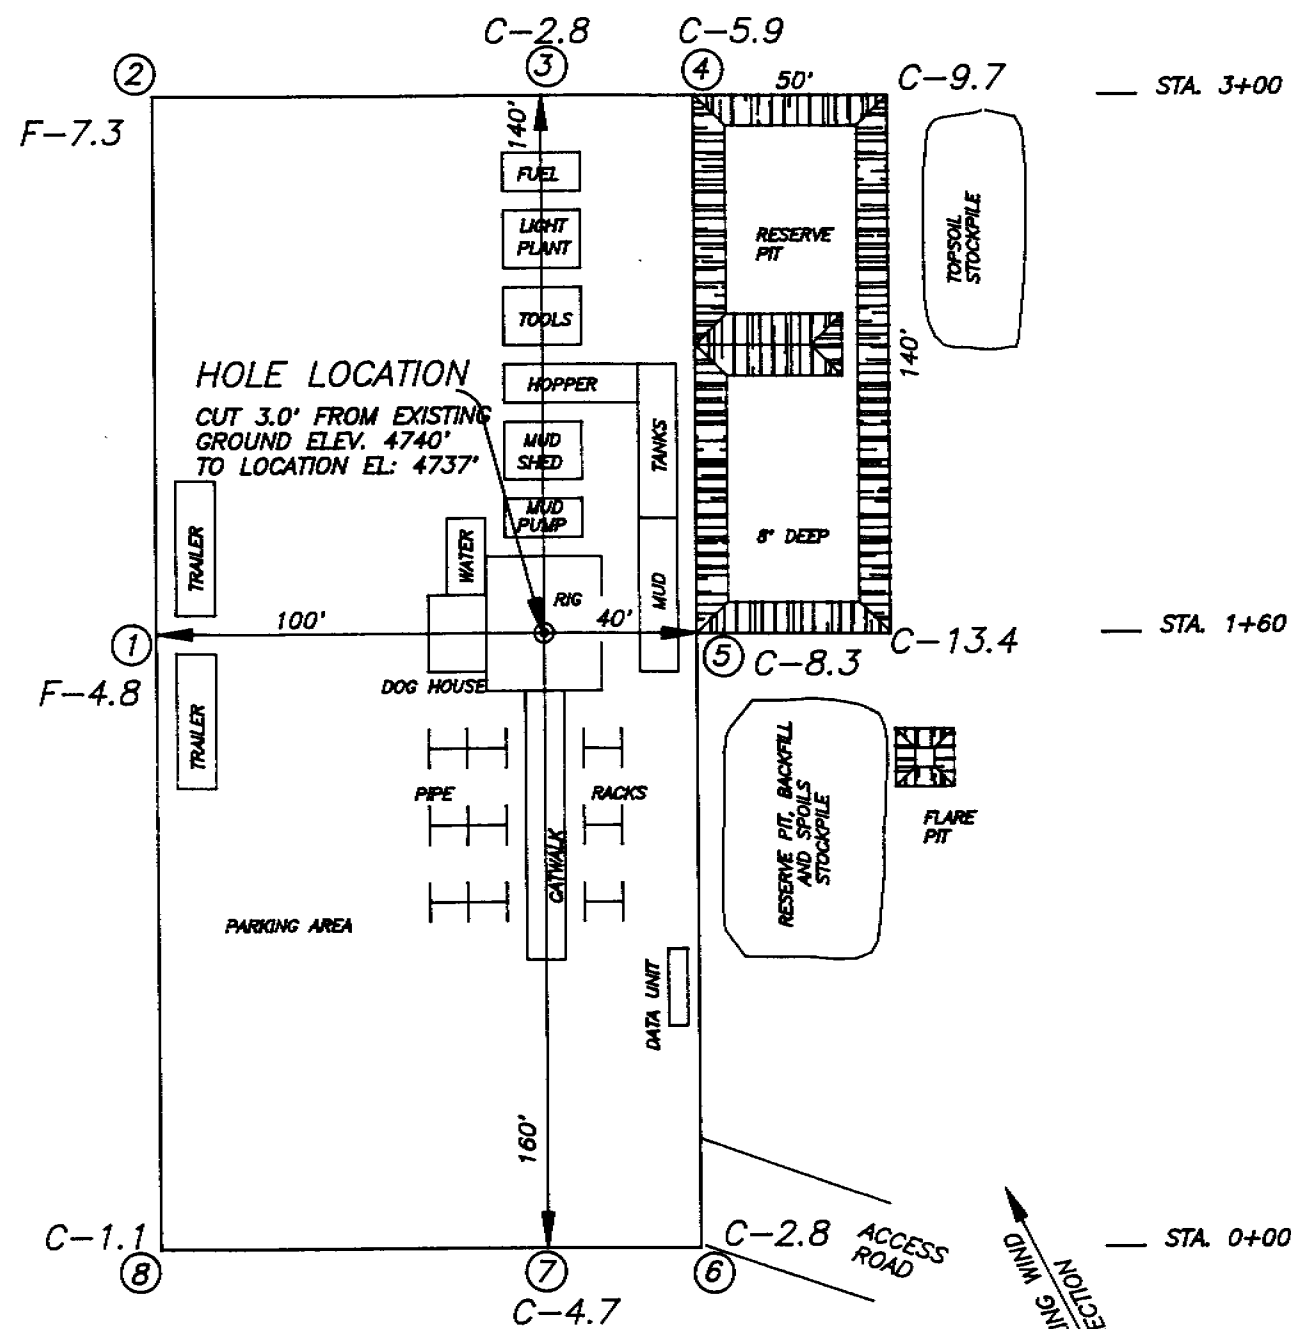 C-2.8
C-5.9
2
3
4
50'
C-9.7
STA. 3+00
F-7.3
140'
FUEL
LIGHT
PLANT
RESERVE
PIT
TOPSOIL
STOCKPILE
TOOLS
140'
HOLE LOCATION
HOPPER
CUT 3.0' FROM EXISTING
GROUND ELEV. 4740'
TO LOCATION EL: 4737'
MUD
SHED
TANKS
MUD
PUMP
8' DEEP
TRAILER
WATER
RIG
MUD
100'
40'
STA. 1+60
1
5
C-8.3
C-13.4
F-4.8
DOG HOUSE
TRAILER
PIPE
RACKS
RESERVE PIT, BACKFILL
AND SPOILS
STOCKPILE
FLARE
PIT
CATWALK
PARKING AREA
DATA UNIT
160'
C-1.1
C-2.8
ACCESS
ROAD
STA. 0+00
8
7
6
C-4.7
ING WIND
ECTION